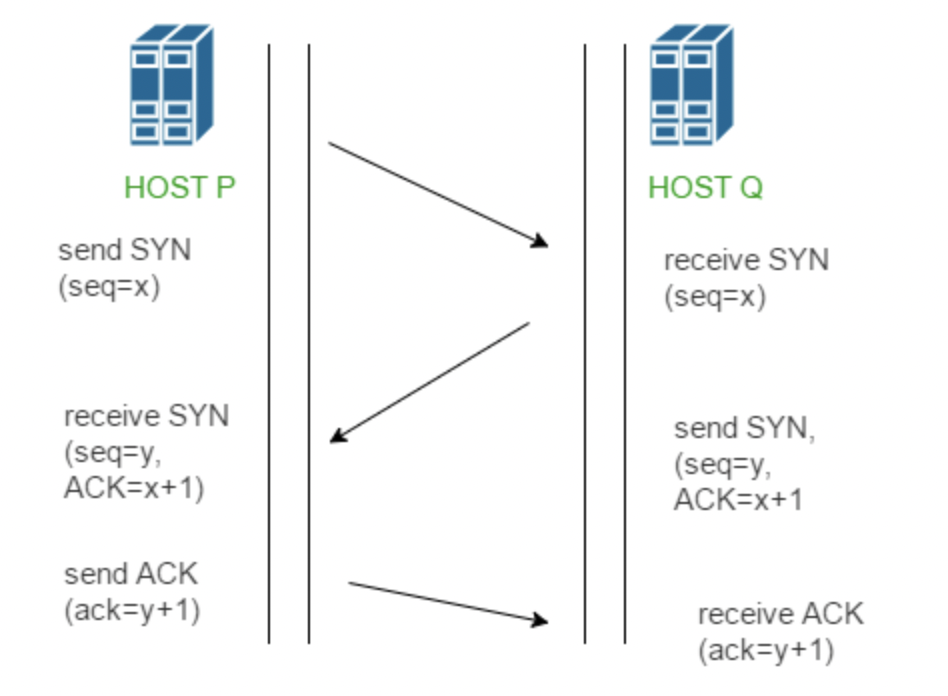 HOST P
HOST Q
send SYN
(seq=x)
receive SYN
(seq=x)
receive SYN
(seq=y,
ACK=x+1)
send SYN,
(seq=y,
ACK=x+1
send ACK
(ack=y+1)
receive ACK
(ack=y+1)